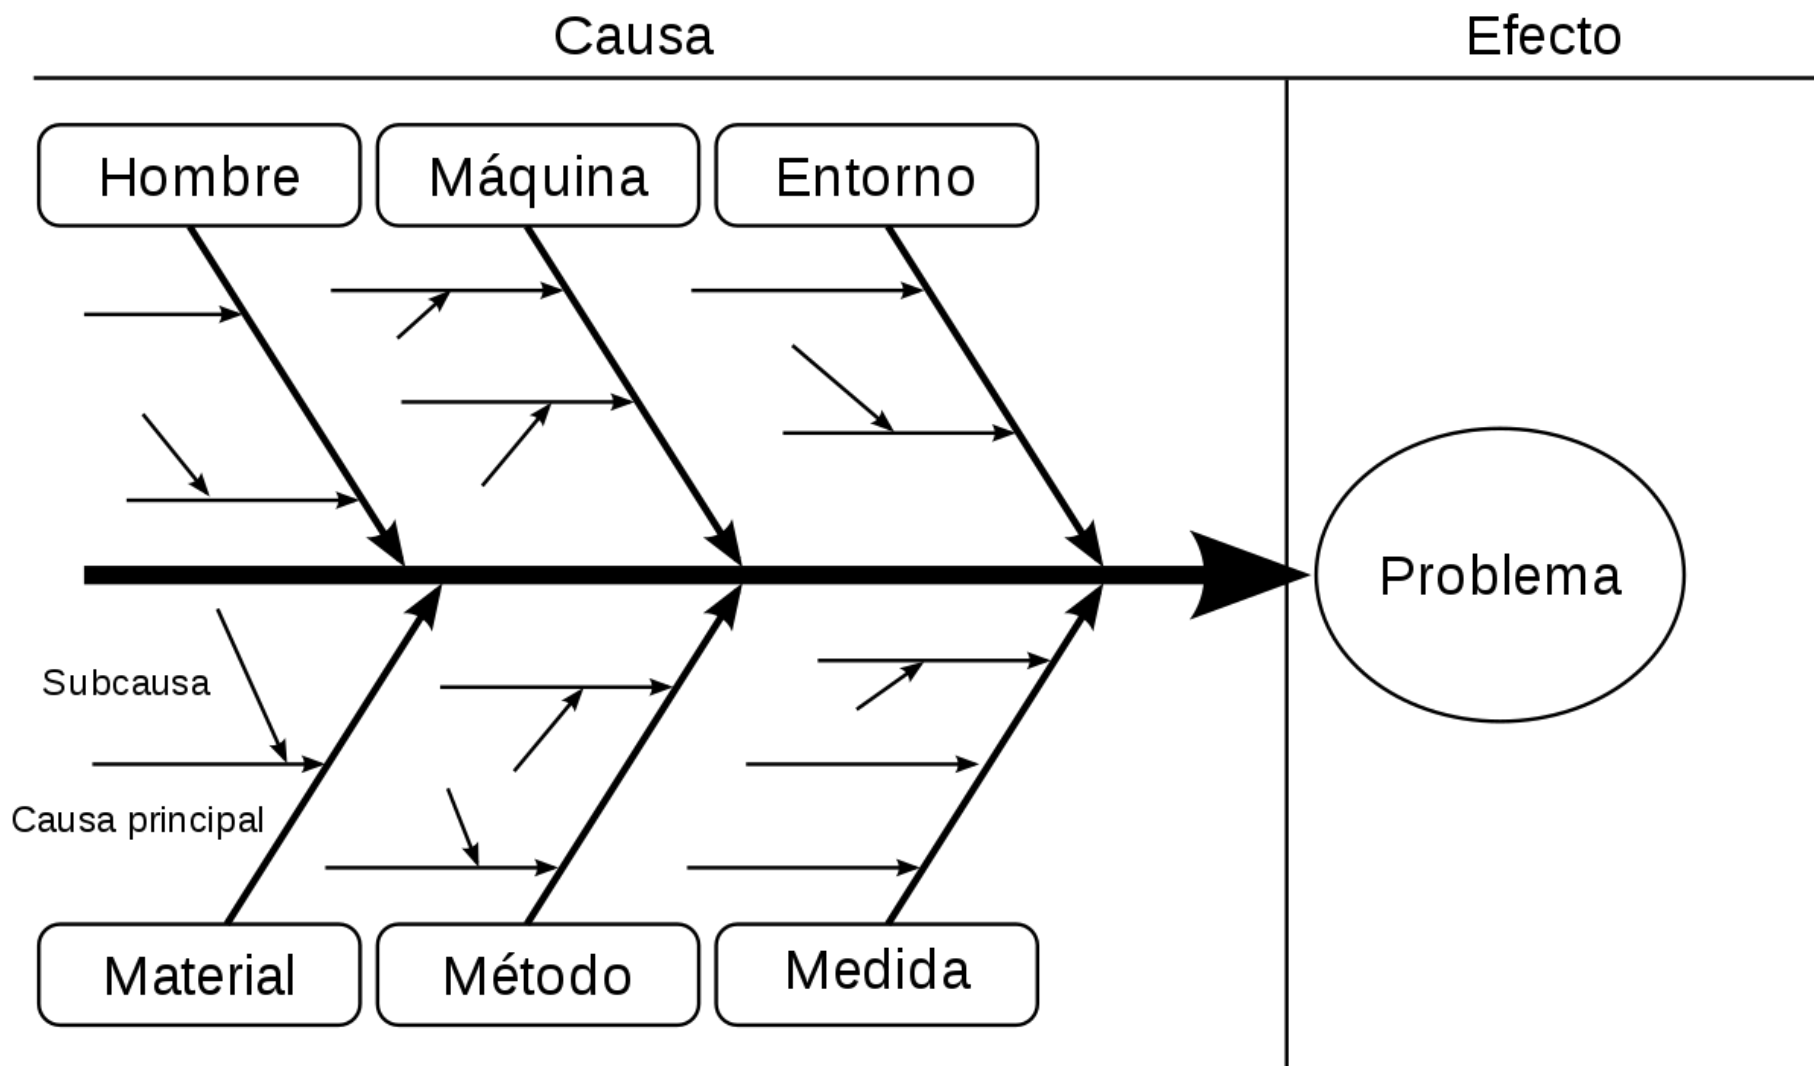 Causa
Efecto
Hombre
Máquina
Entorno
Problema
Subcausa
Causa principal
Material
Método
Medida